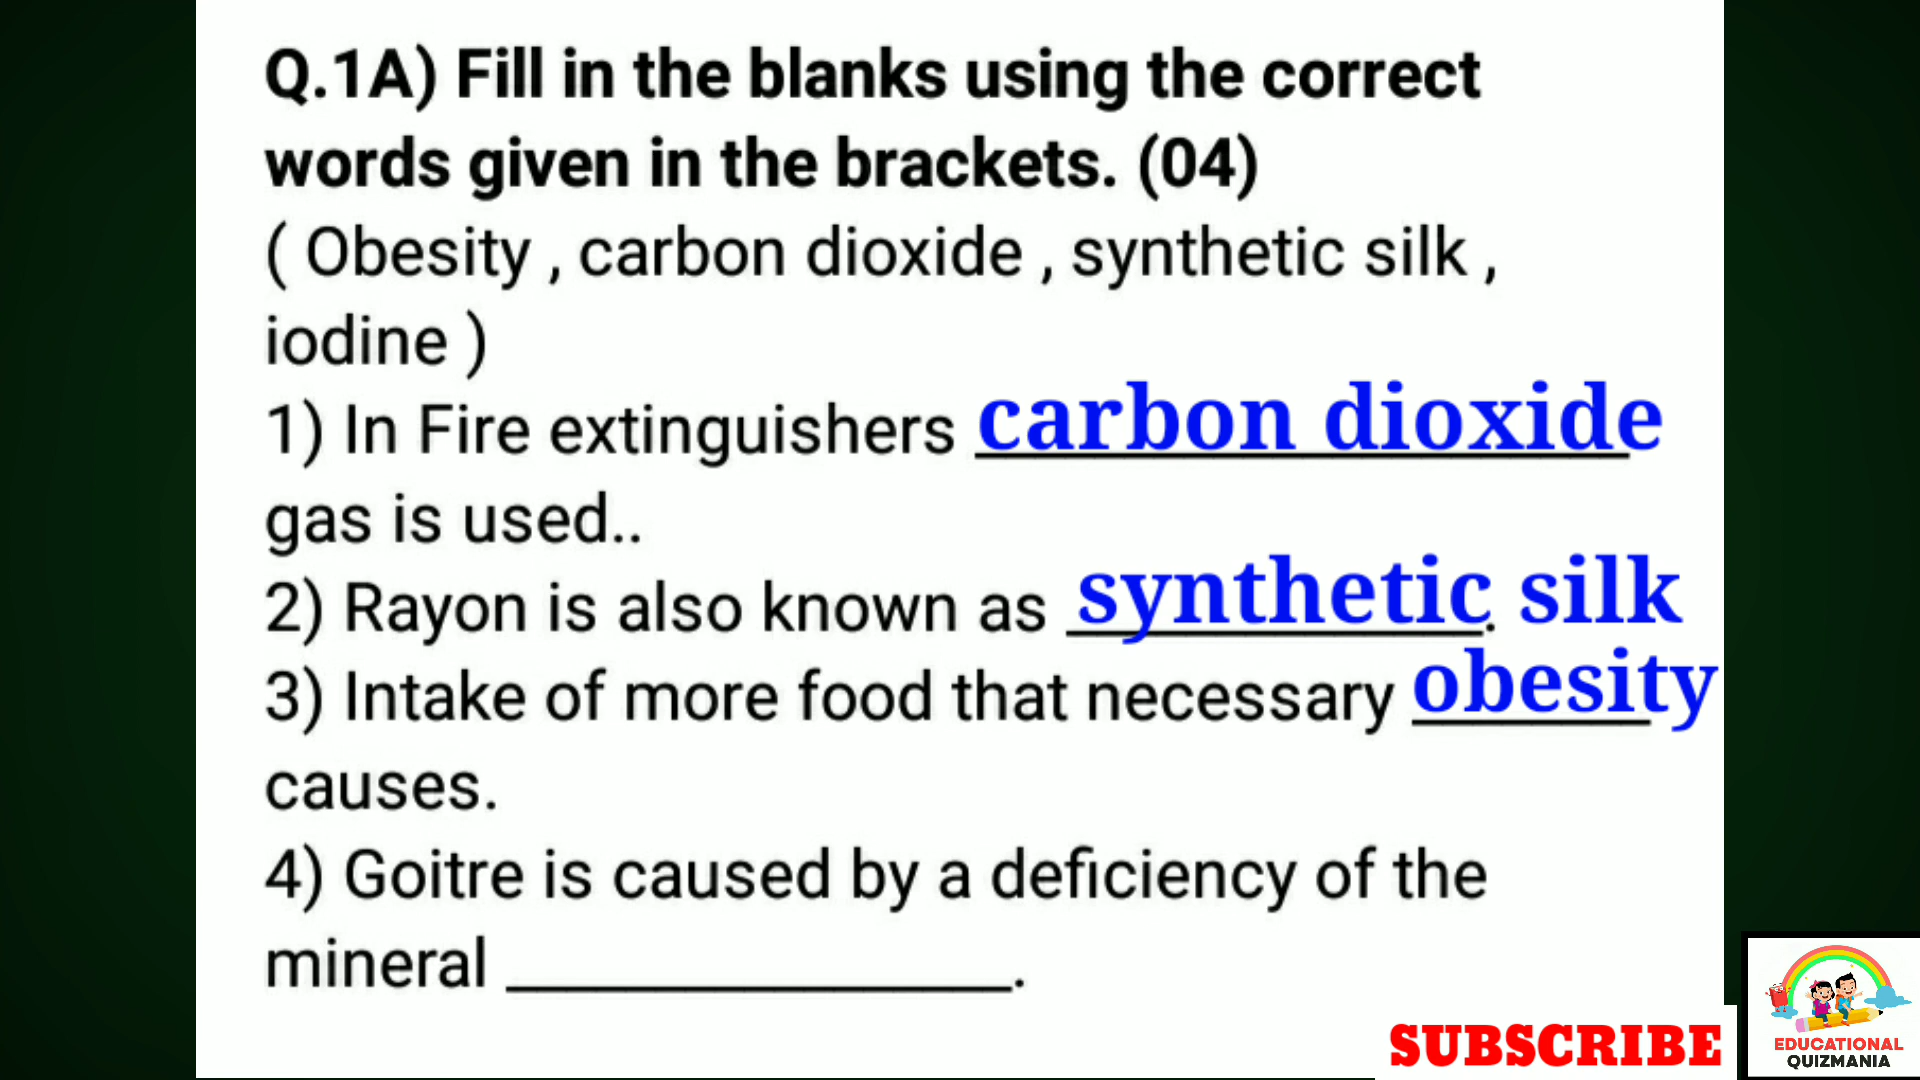 Q.1A) Fill in the blanks using the correct
words given in the brackets. (04)
( Obesity , carbon dioxide , synthetic silk ,
iodine )
1) In Fire extinguishers carbon dioxide
gas is used..
2) Rayon is also known as synthetic silk.
3) Intake of more food that necessary obesity
causes.
4) Goitre is caused by a deficiency of the
mineral ________________.
SUBSCRIBE
EDUCATIONAL
QUIZMANIA